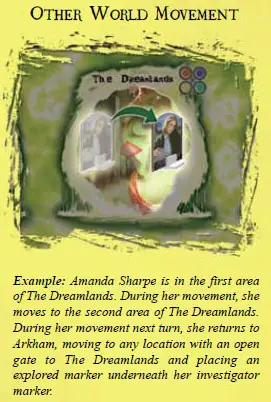 Other World Movement
The Dreamlands
Example: Amanda Sharpe is in the first area
of The Dreamlands. During her movement, she
moves to the second area of The Dreamlands.
During her movement next turn, she returns to
Arkham, moving to any location with an open
gate to The Dreamlands and placing an
explored marker underneath her investigator
marker.